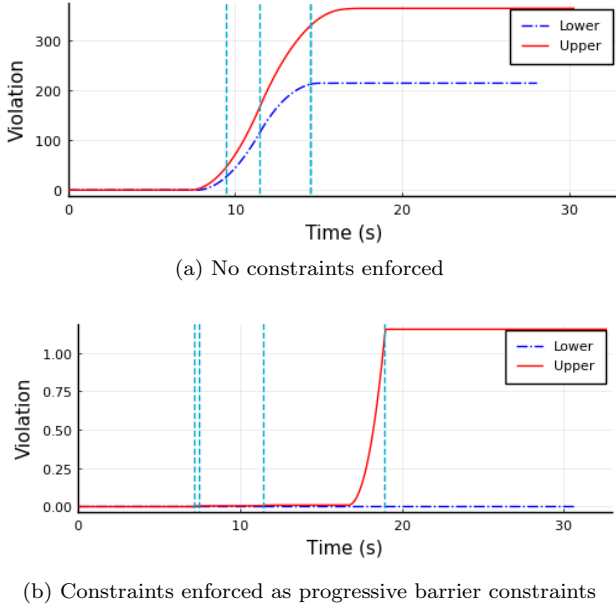 Violation
300
200
100
0
Lower
Upper
0
10
20
30
Time (s)
(a) No constraints enforced
Violation
1.00
0.75
0.50
0.25
0.00
Lower
Upper
0
10
20
30
Time (s)
(b) Constraints enforced as progressive barrier constraints